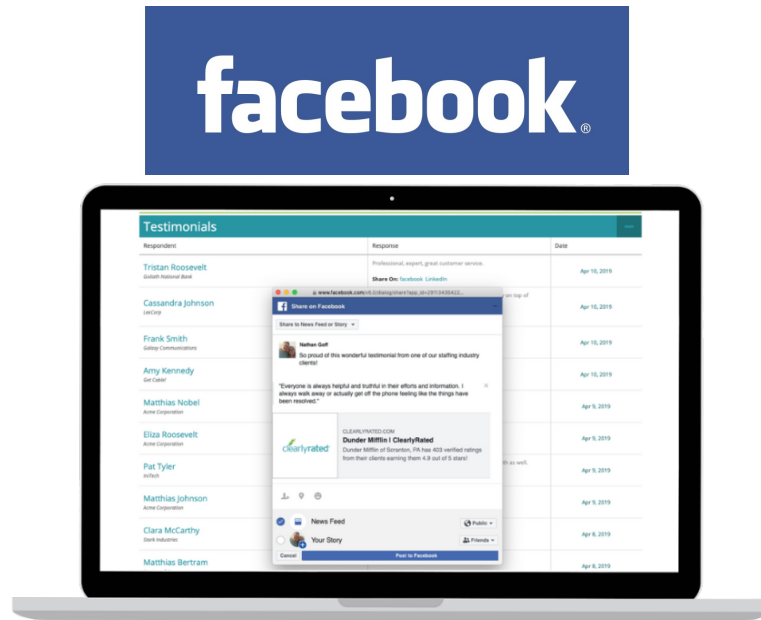 facebook®
Testimonials
Respondent Response Date
Tristan Roosevelt
Goliath National Bank
Professional, expert, great customer service.
Share On: facebook LinkedIn
Apr 10, 2019
Cassandra Johnson
LexCorp
on top of
Apr 10, 2019
Frank Smith
Galaxy Communications
Apr 10, 2019
Amy Kennedy
Get Cable!
Apr 10, 2019
Matthias Nobel
Acme Corporation
Apr 9, 2019
Eliza Roosevelt
Acme Corporation
Apr 9, 2019
Pat Tyler
IniTech
as well.
Apr 9, 2019
Matthias Johnson
Acme Corporation
Apr 9, 2019
Clara McCarthy
Stark Industries
Apr 8, 2019
Matthias Bertram
Apr 8, 2019
Share on Facebook
Share to News Feed or Story
Nathan Goff
So proud of this wonderful testimonial from one of our staffing industry
clients!
"Everyone is always helpful and truthful in their efforts and information. I
always walk away or actually get off the phone feeling like the things have
been resolved."
clearlyrated
CLEARLYRATED.COM
Dunder Mifflin | ClearlyRated
Dunder Mifflin of Scranton, PA has 403 verified ratings
from their clients earning them 4.9 out of 5 stars!
News Feed
Public
Your Story
Friends
Cancel Post to Facebook